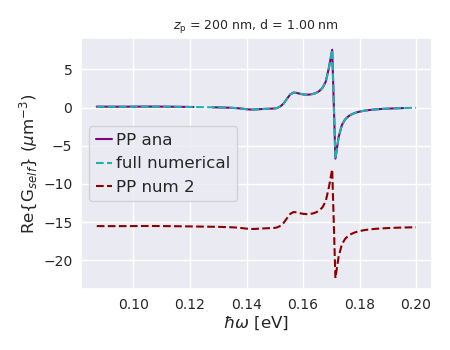 z_p = 200 nm, d = 1.00 nm
Re{G_self} (μm⁻³)
5
0
−5
−10
−15
−20
PP ana
full numerical
PP num 2
0.10 0.12 0.14 0.16 0.18 0.20
ℏω [eV]